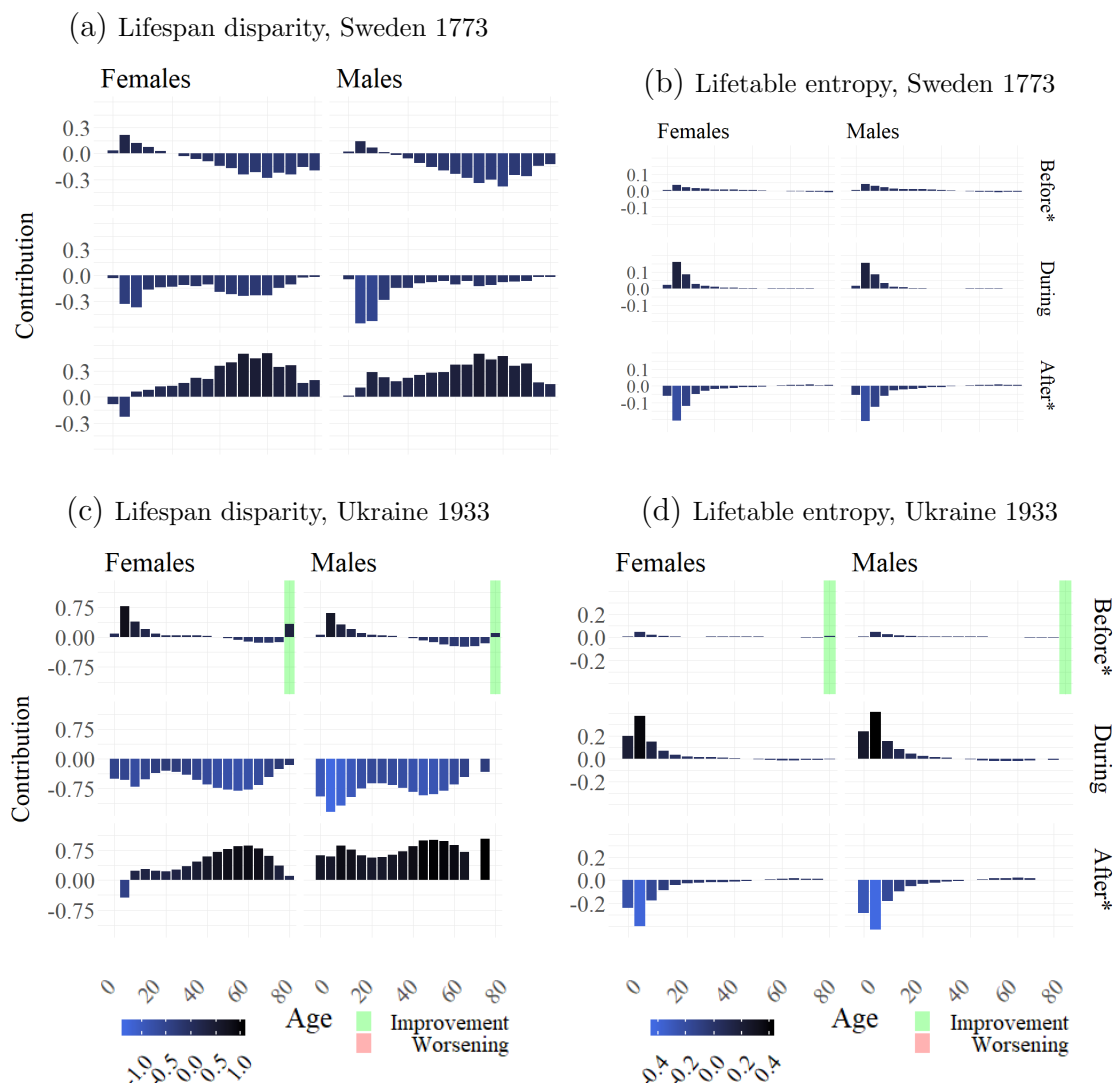 (a) Lifespan disparity, Sweden 1773
Females Males
0.3
0.0
-0.3
0.3
0.0
-0.3
0.3
0.0
-0.3
Contribution
(b) Lifetable entropy, Sweden 1773
Females Males
0.1
0.0
-0.1
Before*
0.1
0.0
-0.1
During
0.1
0.0
-0.1
After*
(c) Lifespan disparity, Ukraine 1933
Females Males
0.75
0.00
-0.75
0.75
0.00
-0.75
0.75
0.00
-0.75
Contribution
0 20 40 60 80 0 20 40 60 80
Age
-1.0 -0.5 0.0 0.5 1.0
Improvement
Worsening
(d) Lifetable entropy, Ukraine 1933
Females Males
0.2
0.0
-0.2
Before*
0.2
0.0
-0.2
During
0.2
0.0
-0.2
After*
0 20 40 60 80 0 20 40 60 80
Age
-0.4 -0.2 0.0 0.2 0.4
Improvement
Worsening